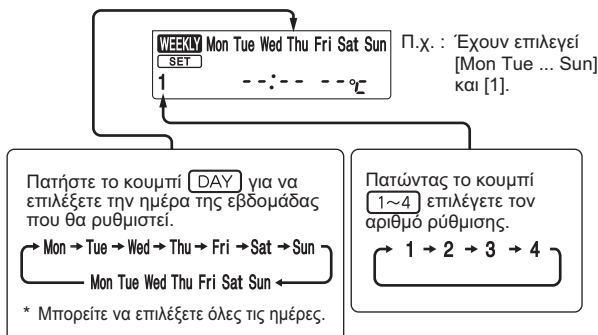 WEEKLY Mon Tue Wed Thu Fri Sat Sun
SET
1 --:-- --°C
Π.χ. : Έχουν επιλεγεί
[Mon Tue ... Sun]
και [1].
Πατήστε το κουμπί DAY για να
επιλέξετε την ημέρα της εβδομάδας
που θα ρυθμιστεί.
→ Mon → Tue → Wed → Thu → Fri → Sat → Sun
Mon Tue Wed Thu Fri Sat Sun ←
* Μπορείτε να επιλέξετε όλες τις ημέρες.
Πατώντας το κουμπί
1~4 επιλέγετε τον
αριθμό ρύθμισης.
→ 1 → 2 → 3 → 4